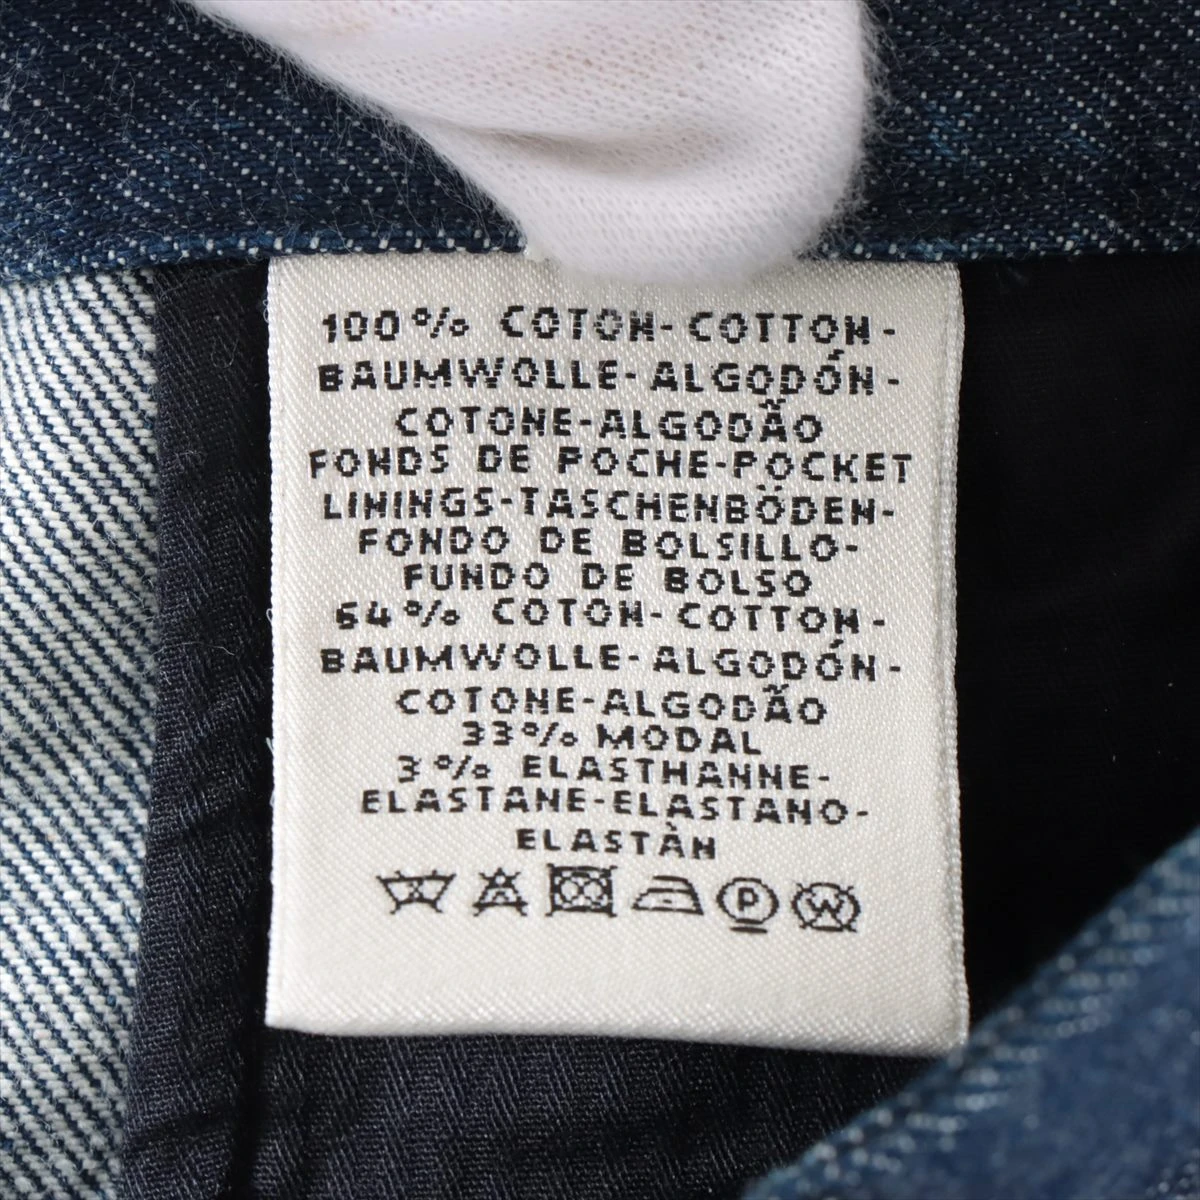 100% COTON-COTTON-
BAUMWOLLE-ALGODÓN-
COTONE-ALGODÃO
FONDS DE POCHE-POCKET
LININGS-TASCHENBÖDEN-
FONDO DE BOLSILLO-
FUNDO DE BOLSO
64% COTON-COTTON-
BAUMWOLLE-ALGODÓN-
COTONE-ALGODÃO
33% MODAL
3% ELASTHANNE-
ELASTANE-ELASTANO-
ELASTÀN
P W